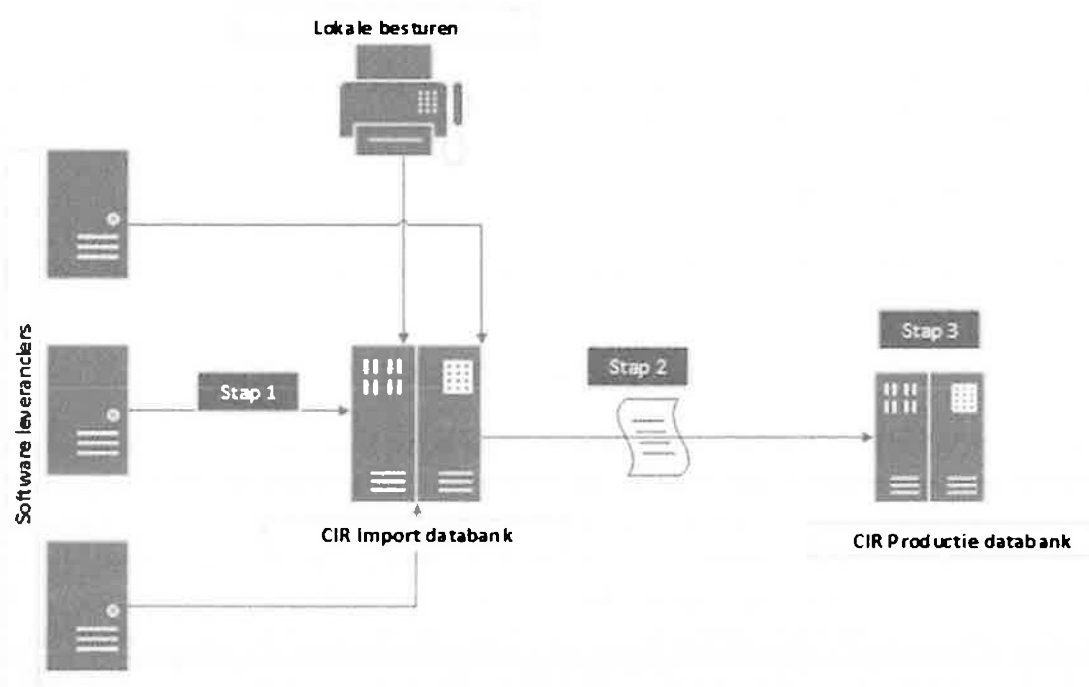 Lokale besturen
Software leveranciers
Stap 1
Stap 2
Stap 3
CIR Import databank
CIR Productie databank